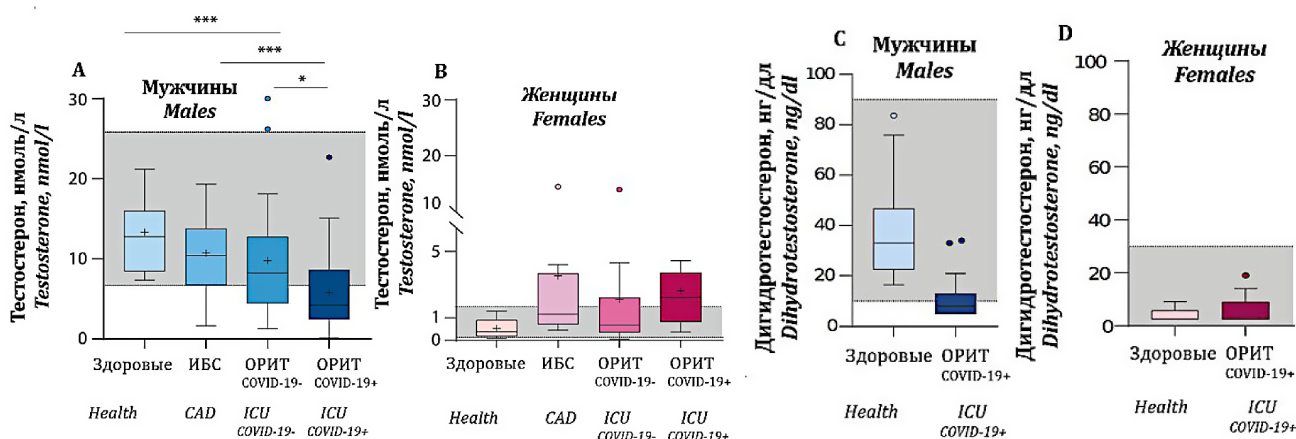 ***
***
*
A
Мужчины
Males
Тестостерон, нмоль/л
Testosterone, nmol/l
30
20
10
0
Здоровые
ИБС
ОРИТ
COVID-19-
ОРИТ
COVID-19+
Health
CAD
ICU
COVID-19-
ICU
COVID-19+
B
Женщины
Females
Тестостерон, нмоль/л
Testosterone, nmol/l
30
20
10
5
1
0
Здоровые
ИБС
ОРИТ
COVID-19-
ОРИТ
COVID-19+
Health
CAD
ICU
COVID-19-
ICU
COVID-19+
C
Мужчины
Males
Дигидротестостерон, нг/дл
Dihydrotestosterone, ng/dl
100
80
60
40
20
0
Здоровые
ОРИТ
COVID-19+
Health
ICU
COVID-19+
D
Женщины
Females
Дигидротестостерон, нг/дл
Dihydrotestosterone, ng/dl
100
80
60
40
20
0
Здоровые
ОРИТ
COVID-19+
Health
ICU
COVID-19+